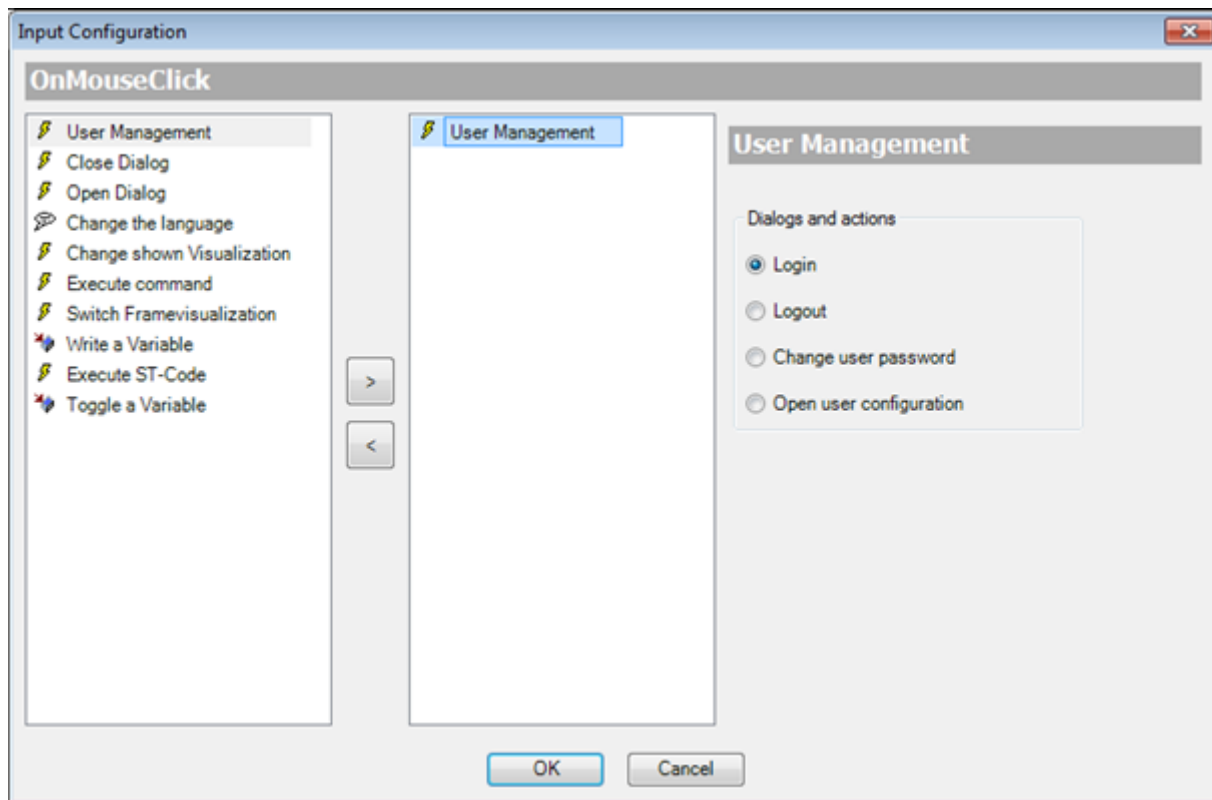 Input Configuration
OnMouseClick
User Management
Close Dialog
Open Dialog
Change the language
Change shown Visualization
Execute command
Switch Framevisualization
Write a Variable
Execute ST-Code
Toggle a Variable
>
<
User Management
User Management
Dialogs and actions
Login
Logout
Change user password
Open user configuration
OK
Cancel